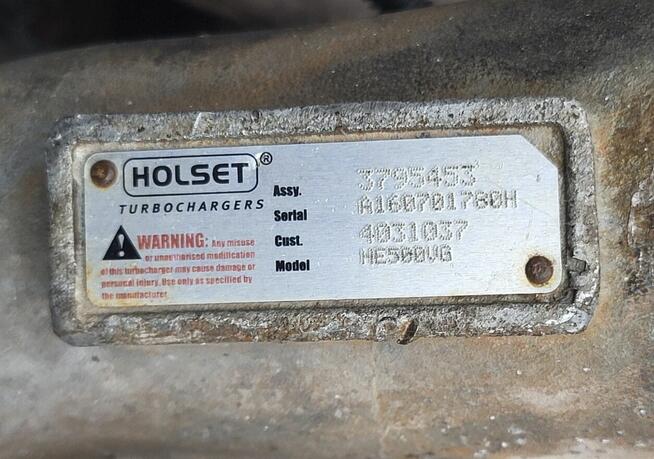 HOLSET®
TURBOCHARGERS
WARNING: Any misuse
or unauthorised modification
of this turbocharger may cause damage or
personal injury. Use only as specified by
the manufacturer
Assy. 3795453
Serial A160701780H
Cust. 4031037
Model HE500VG